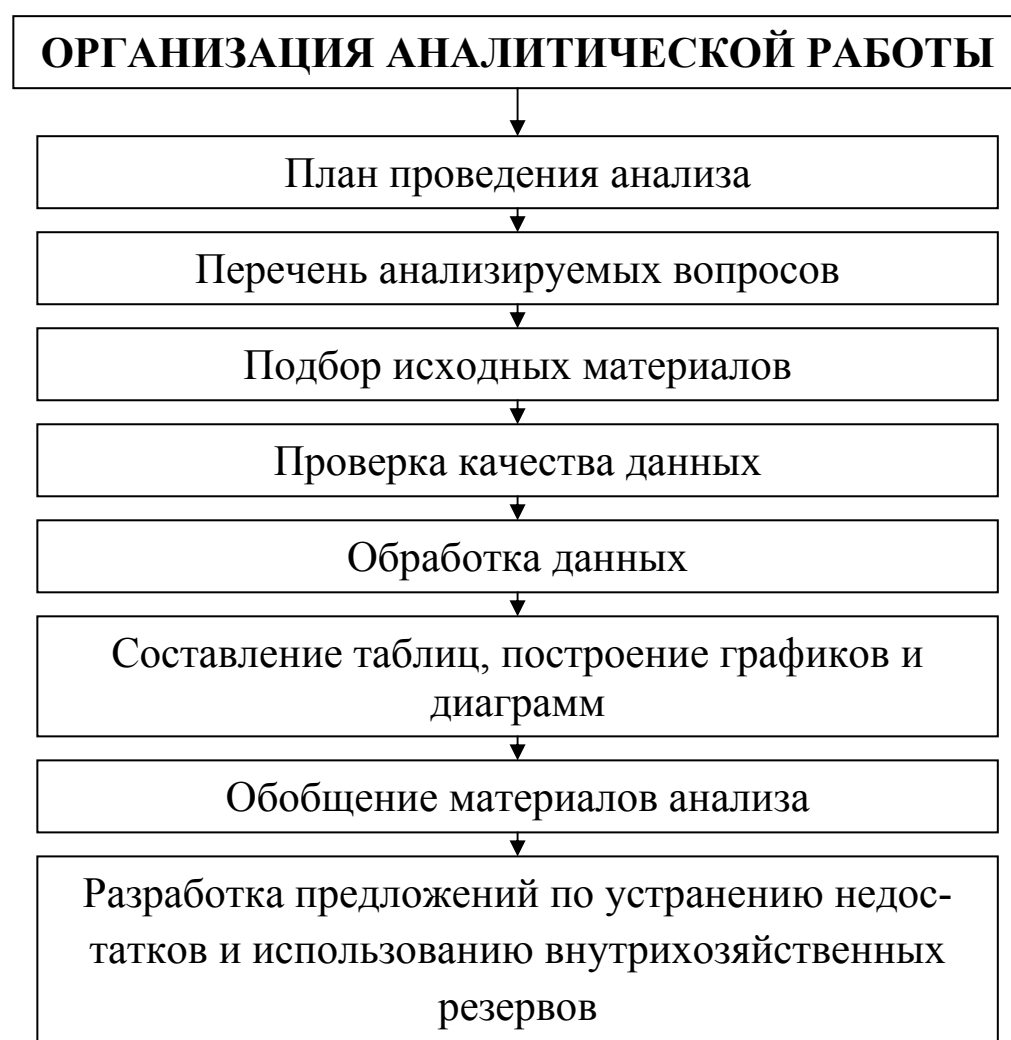 ОРГАНИЗАЦИЯ АНАЛИТИЧЕСКОЙ РАБОТЫ
План проведения анализа
Перечень анализируемых вопросов
Подбор исходных материалов
Проверка качества данных
Обработка данных
Составление таблиц, построение графиков и
диаграмм
Обобщение материалов анализа
Разработка предложений по устранению недос-
татков и использованию внутрихозяйственных
резервов